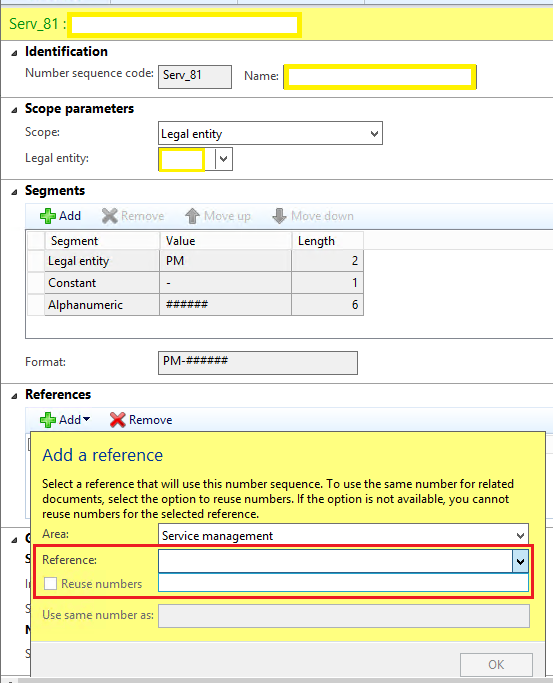 Serv_81 :
Identification
Number sequence code: Serv_81 Name:
Scope parameters
Scope: Legal entity
Legal entity:
Segments
Add Remove Move up Move down
Segment Value Length
Legal entity PM 2
Constant - 1
Alphanumeric ###### 6
Format: PM-######
References
Add Remove
Add a reference
Select a reference that will use this number sequence. To use the same number for related
documents, select the option to reuse numbers. If the option is not available, you cannot
reuse numbers for the selected reference.
Area: Service management
Reference:
Reuse numbers
Use same number as:
OK